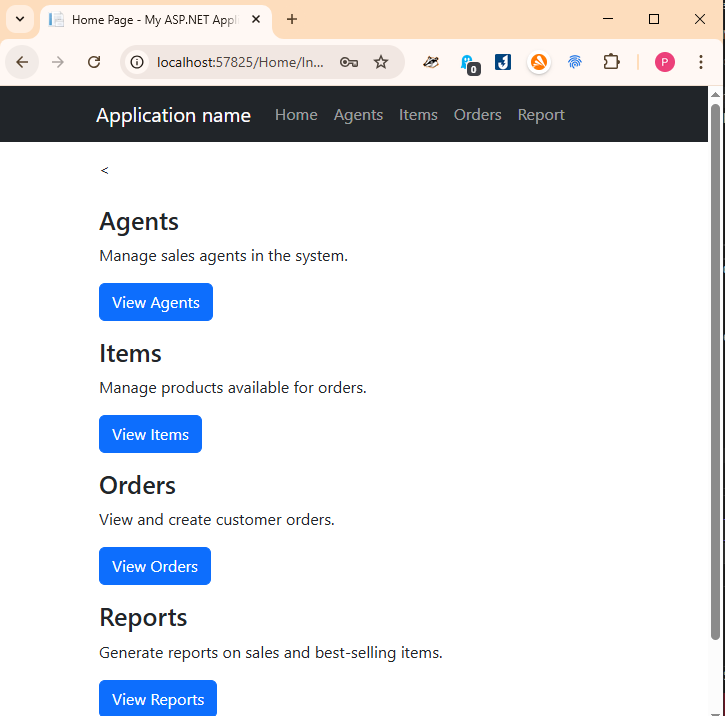 Home Page - My ASP.NET Appli
localhost:57825/Home/In...
0
P
Application name Home Agents Items Orders Report
<
Agents
Manage sales agents in the system.
View Agents
Items
Manage products available for orders.
View Items
Orders
View and create customer orders.
View Orders
Reports
Generate reports on sales and best-selling items.
View Reports